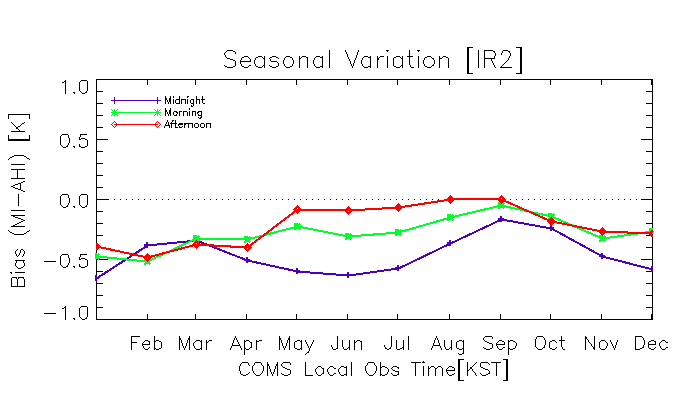 Seasonal Variation [IR2]
Bias (MI-AHI) [K]
1.0
0.5
0.0
-0.5
-1.0
Midnight
Morning
Afternoon
Feb Mar Apr May Jun Jul Aug Sep Oct Nov Dec
COMS Local Obs Time[KST]